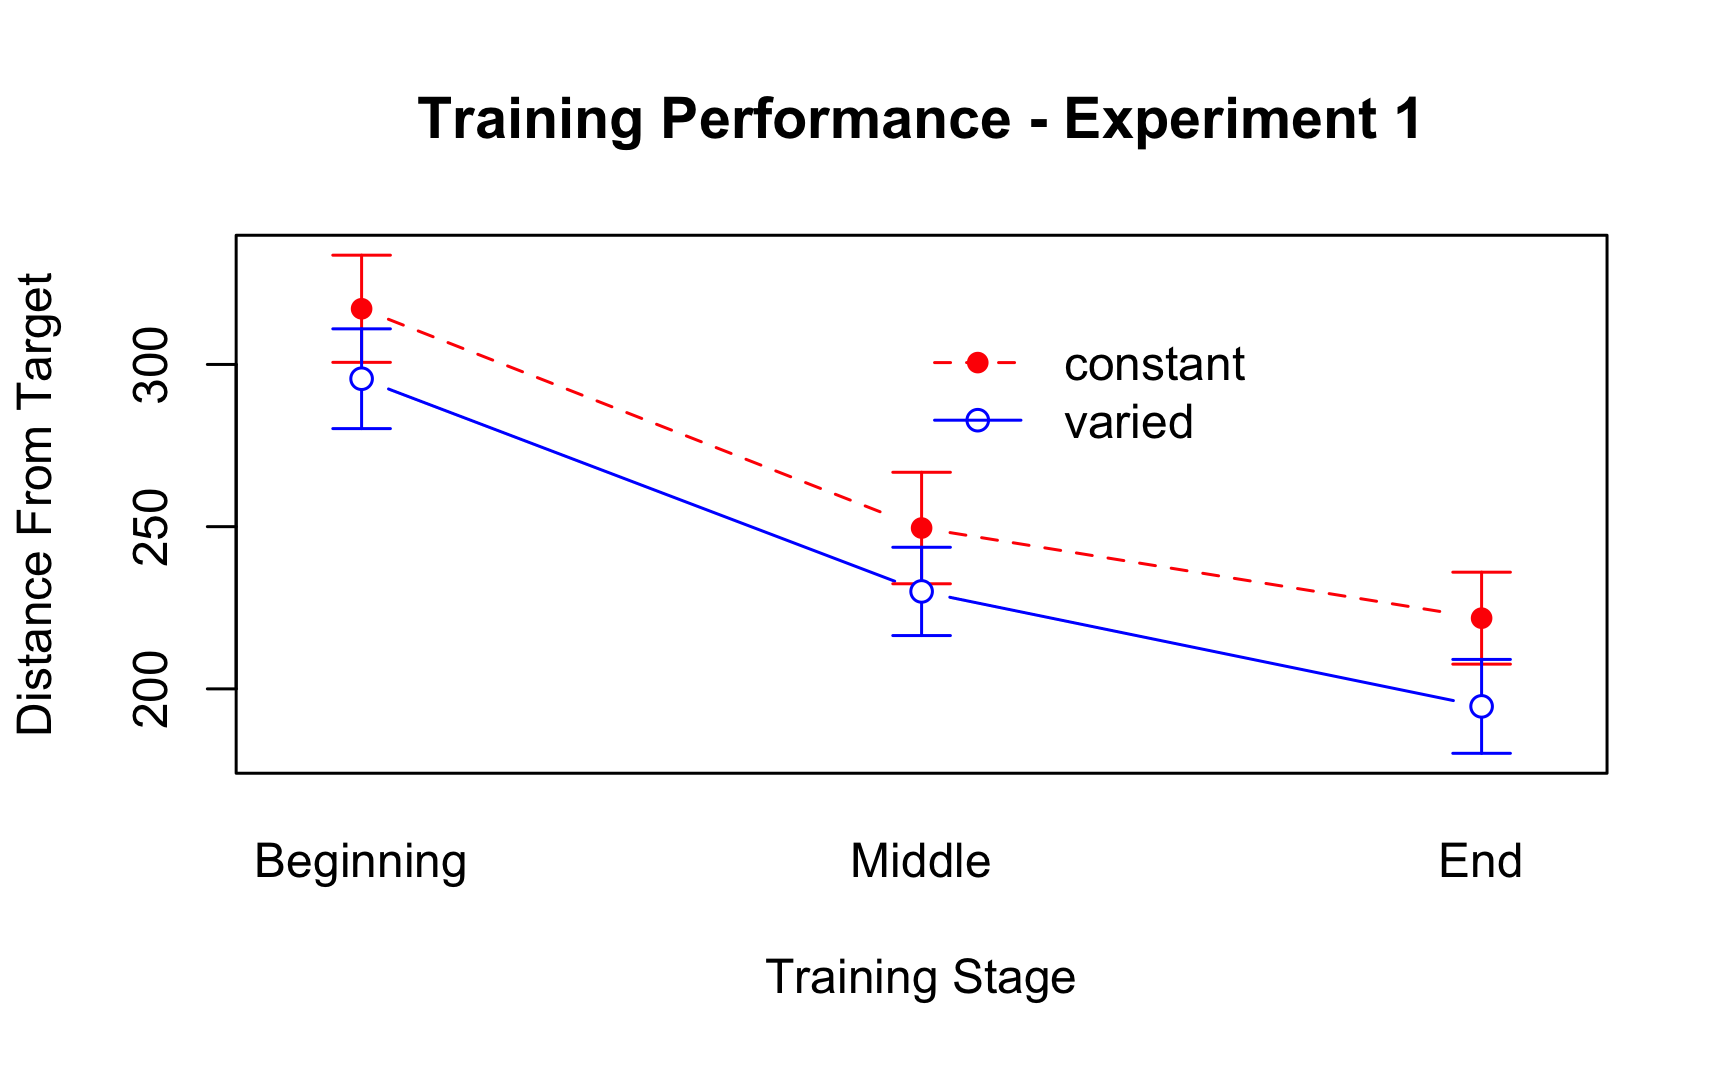 Training Performance - Experiment 1
Distance From Target
300
250
200
constant
varied
Beginning Middle End
Training Stage